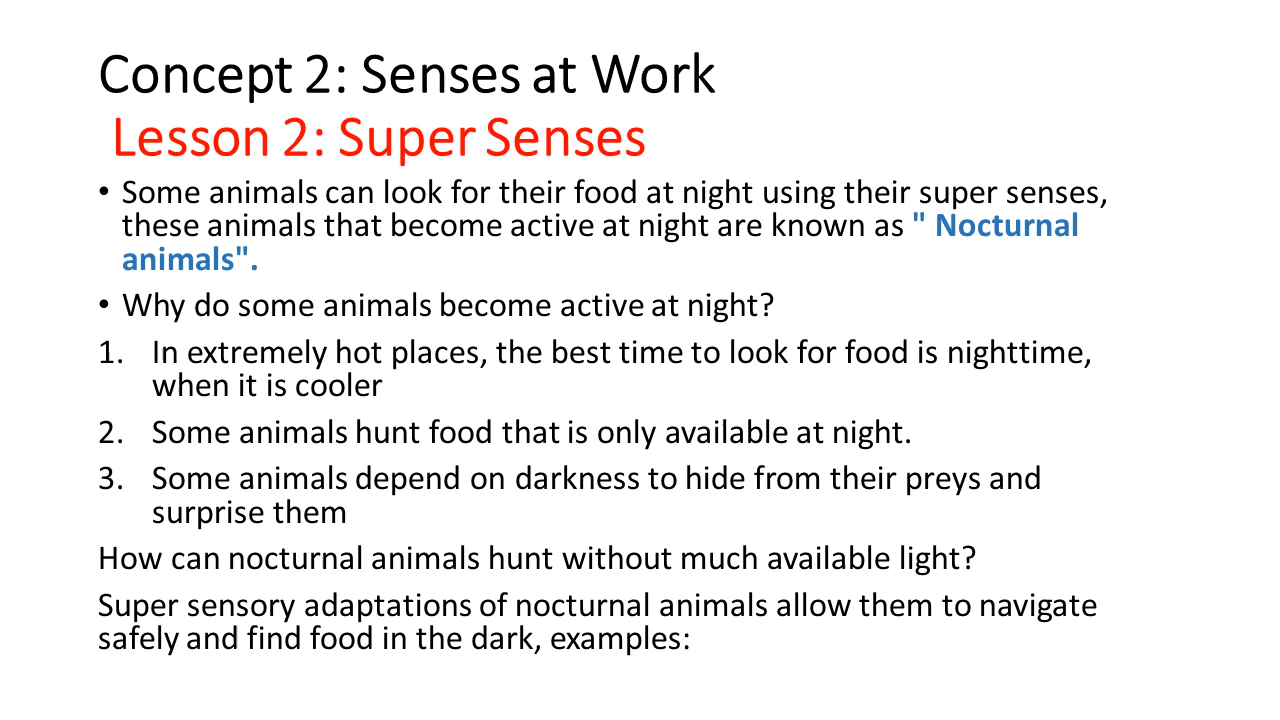 Concept 2: Senses at Work
Lesson 2: Super Senses
• Some animals can look for their food at night using their super senses,
these animals that become active at night are known as " Nocturnal
animals".
• Why do some animals become active at night?
1. In extremely hot places, the best time to look for food is nighttime,
when it is cooler
2. Some animals hunt food that is only available at night.
3. Some animals depend on darkness to hide from their preys and
surprise them
How can nocturnal animals hunt without much available light?
Super sensory adaptations of nocturnal animals allow them to navigate
safely and find food in the dark, examples: